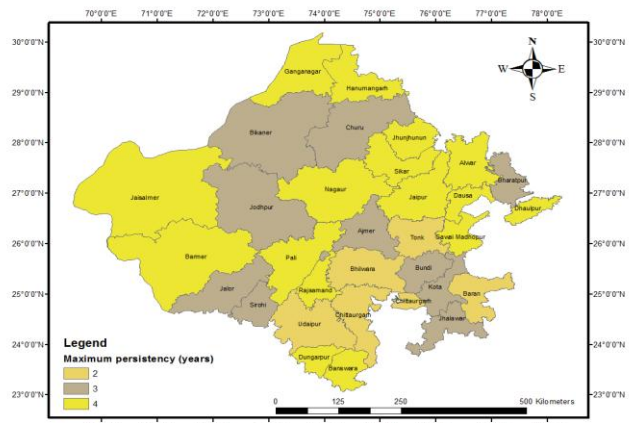 70°0'0"E 71°0'0"E 72°0'0"E 73°0'0"E 74°0'0"E 75°0'0"E 76°0'0"E 77°0'0"E 78°0'0"E
30°0'0"N 30°0'0"N
29°0'0"N 29°0'0"N
28°0'0"N 28°0'0"N
27°0'0"N 27°0'0"N
26°0'0"N 26°0'0"N
25°0'0"N 25°0'0"N
24°0'0"N 24°0'0"N
23°0'0"N 23°0'0"N
N
W E
S
Gangaragar
Hanumangarh
Bikaner
Churu
Jhunjhunun
Alwar
Sikar
Bharatpur
Jaisalmer
Nagaur
Jaipur
Dausa
Jodhpur
Dhaulpur
Ajmer
Tonk
Sawai Madhopur
Barmer
Pali
Bhilwara
Bundi
Jalor
Rajsamand
Kota
Baran
Sirohi
Chittaurgarh
Chittaurgarh
Udaipur
Jhalawar
Dungarpur
Banswara
Legend
Maximum persistency (years)
2
3
4
0 125 250 500 Kilometers